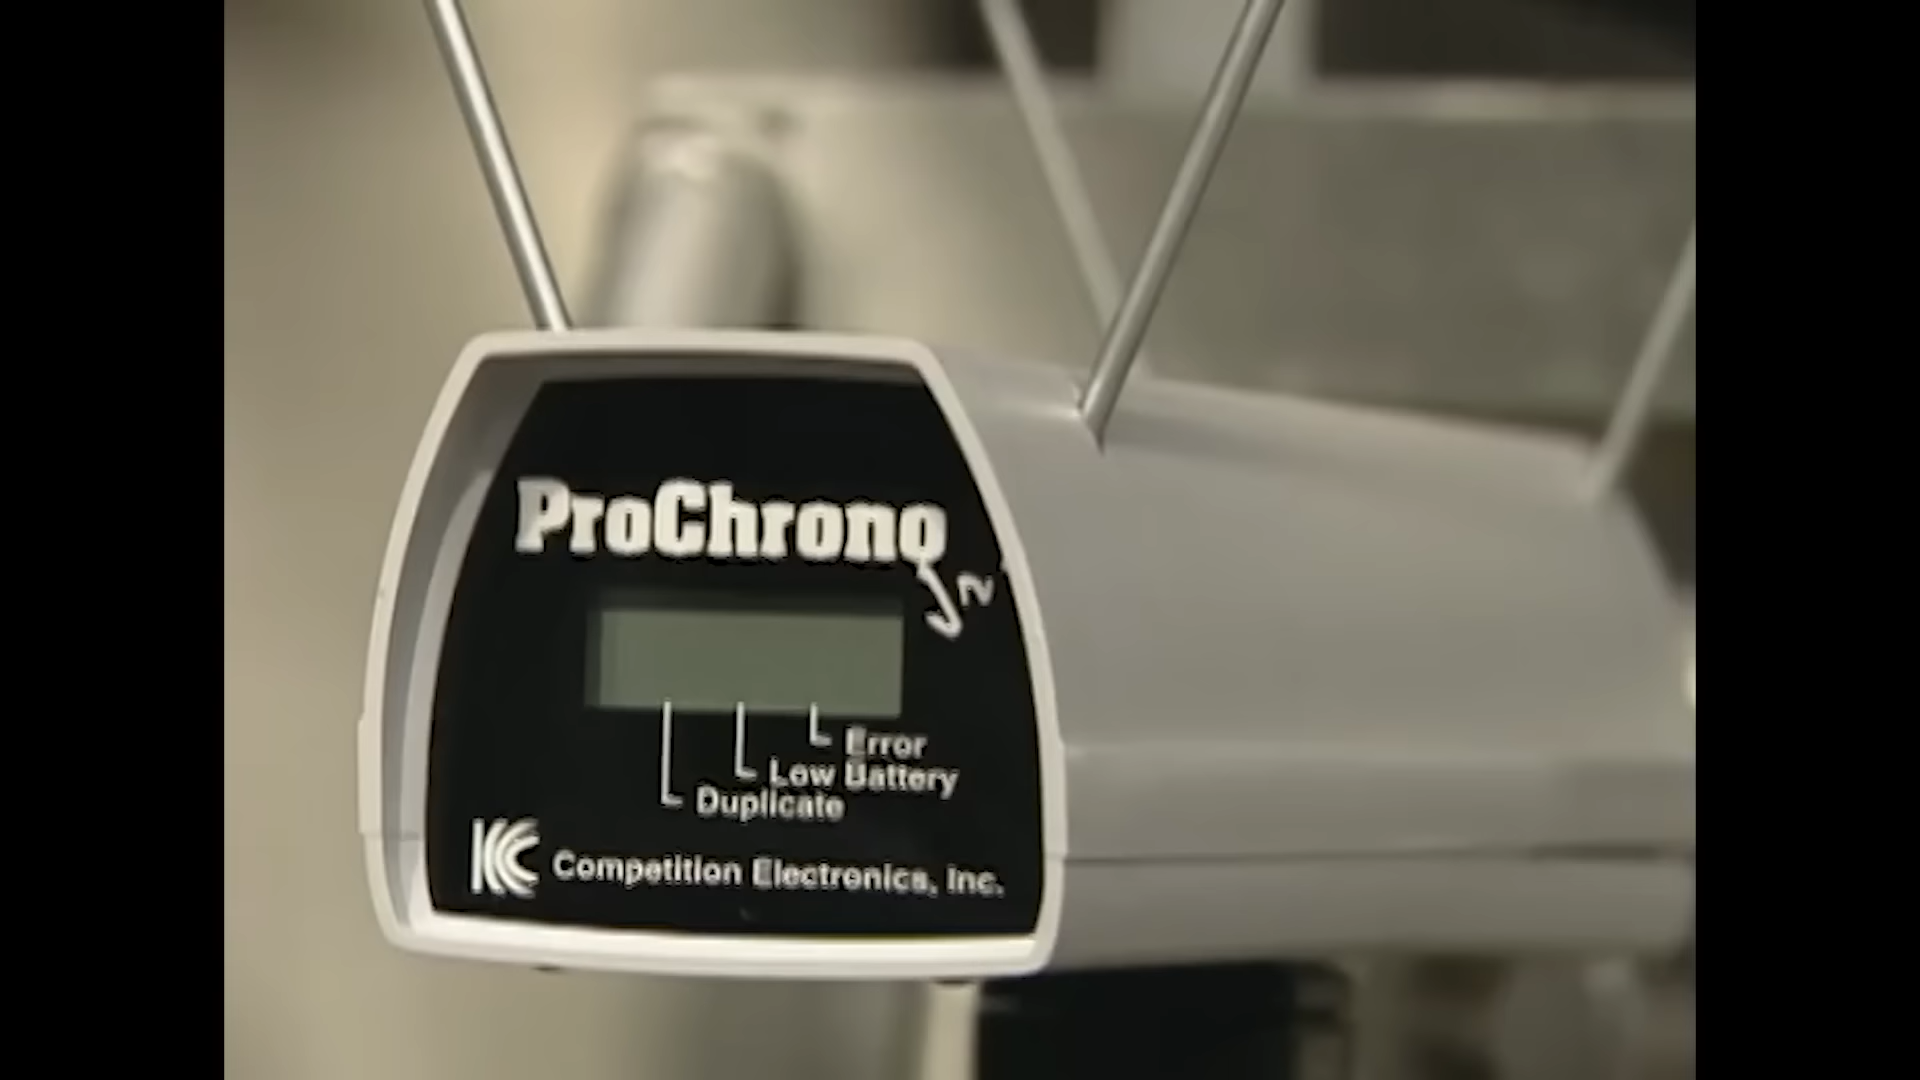 ProChrono
Error
Low Battery
Duplicate
Competition Electronics, Inc.